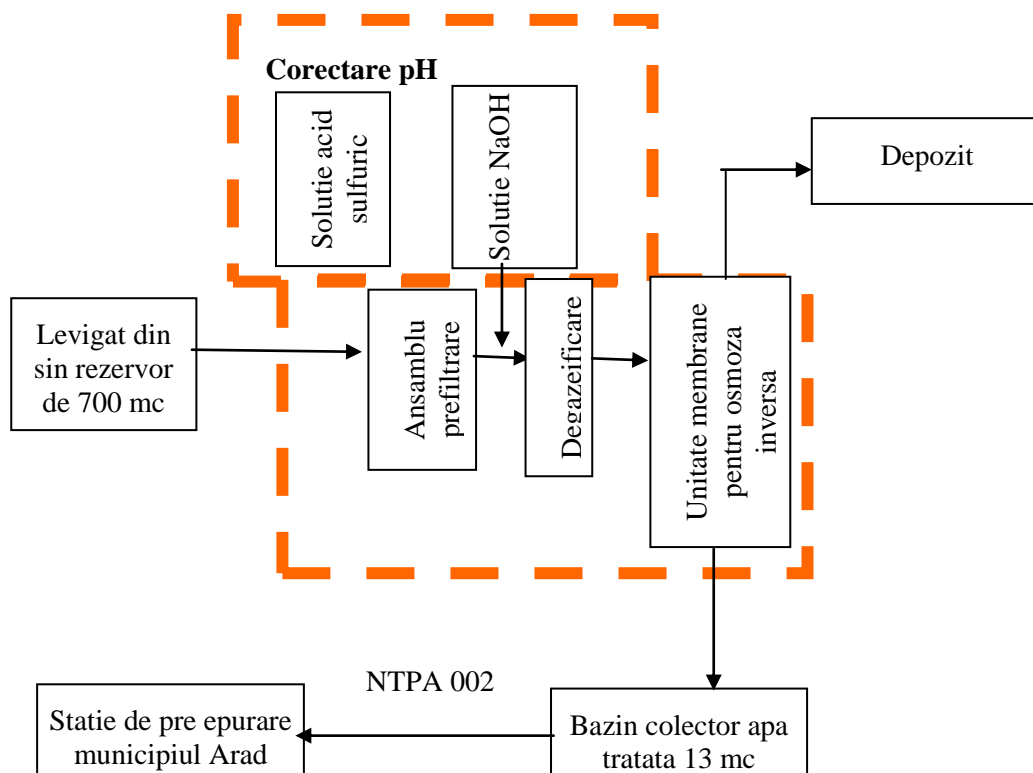 Corectare pH
Solutie acid
sulfuric
Solutie NaOH
Depozit
Levigat din
sin rezervor
de 700 mc
Ansamblu
prefiltrare
Degazeificare
Unitate membrane
pentru osmoza
inversa
NTPA 002
Statie de pre epurare
municipiul Arad
Bazin colector apa
tratata 13 mc